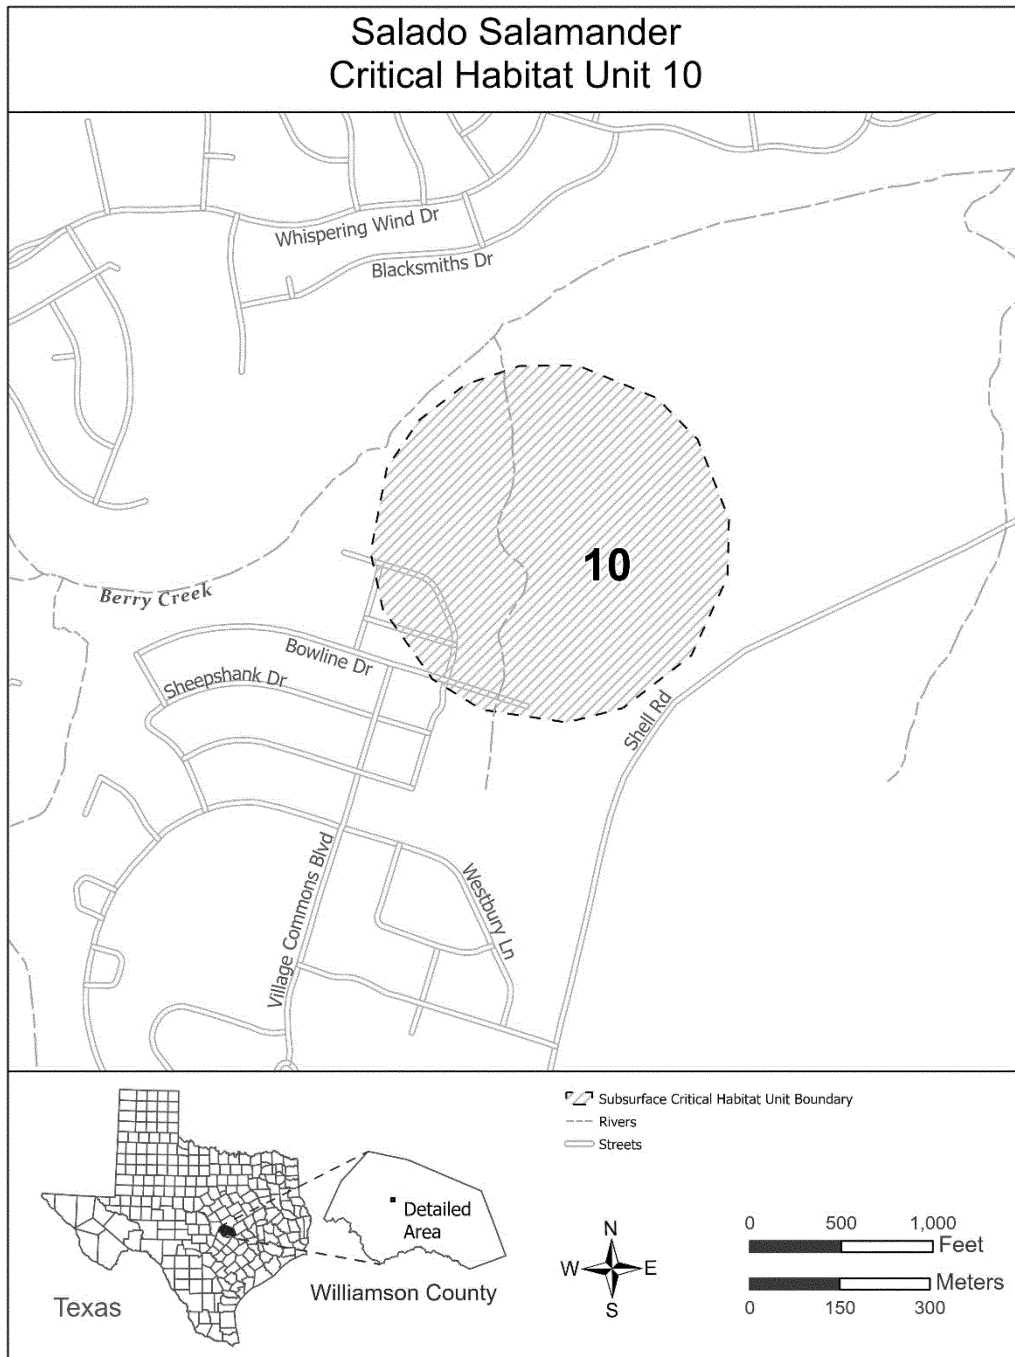 Salado Salamander
Critical Habitat Unit 10
Whispering Wind Dr
Blacksmiths Dr
10
Berry Creek
Bowline Dr
Sheepshank Dr
Shell Rd
Village Commons Blvd
Westbury Ln
Subsurface Critical Habitat Unit Boundary
Rivers
Streets
Detailed
Area
Williamson County
Texas
N
W E
S
0 500 1,000
Feet
Meters
0 150 300